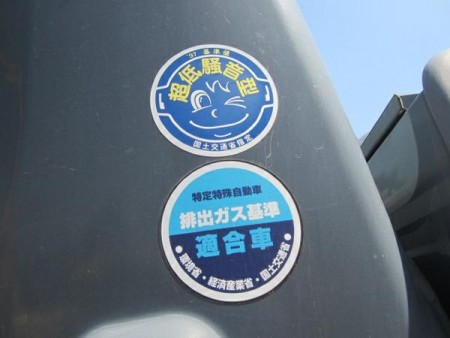 '97基準値
超低騒音型
国土交通省指定
特定特殊自動車
排出ガス基準
適合車
●環境省・経済産業省・国土交通省●